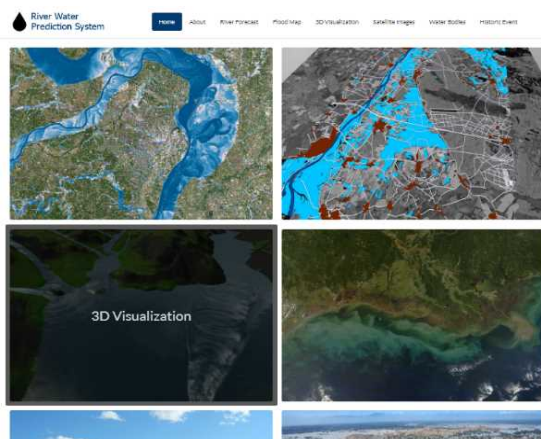 River Water
Prediction System
Home About River Forecast Flood Map 3D Visualization Satellite Images Water Bodies Historic Event
3D Visualization